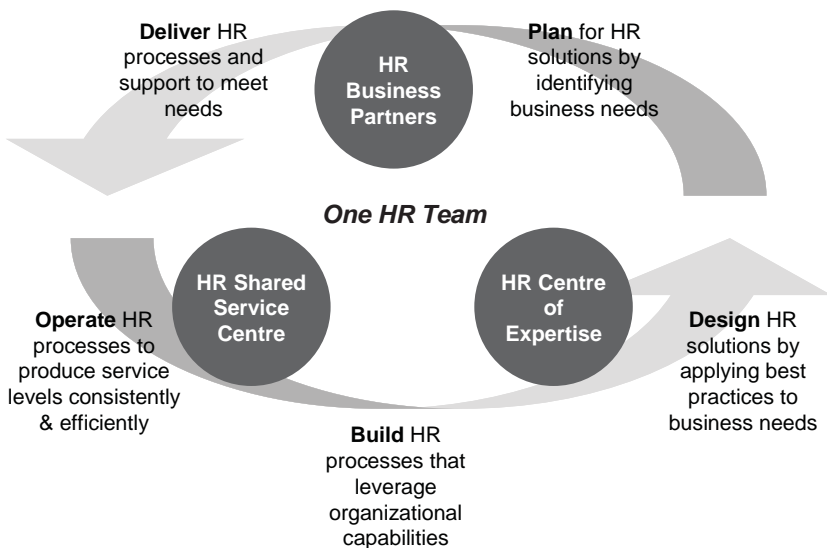 Deliver HR
processes and
support to meet
needs
HR
Business
Partners
Plan for HR
solutions by
identifying
business needs
One HR Team
HR Shared
Service
Centre
HR Centre
of
Expertise
Operate HR
processes to
produce service
levels consistently
& efficiently
Build HR
processes that
leverage
organizational
capabilities
Design HR
solutions by
applying best
practices to
business needs